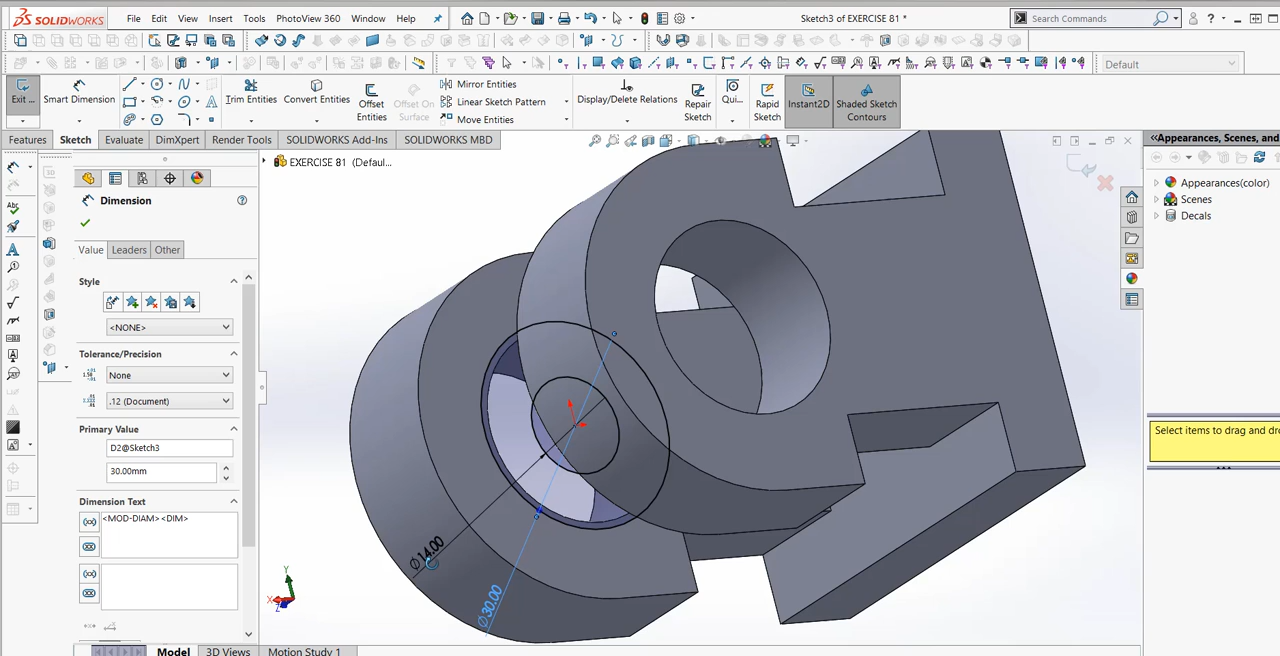 SOLIDWORKS File Edit View Insert Tools PhotoView 360 Window Help Sketch3 of EXERCISE 81 * Search Commands ?
Default
Exit ... Smart Dimension Trim Entities Convert Entities Offset Entities Offset On Surface Mirror Entities Linear Sketch Pattern Move Entities Display/Delete Relations Repair Sketch Qui... Rapid Sketch Instant2D Shaded Sketch Contours
Features Sketch Evaluate DimXpert Render Tools SOLIDWORKS Add-Ins SOLIDWORKS MBD
EXERCISE 81 (Defaul...
Appearances, Scenes, and
Appearances(color)
Scenes
Decals
Select items to drag and dro
Dimension
Value Leaders Other
Style
<NONE>
Tolerance/Precision
None
.12 (Document)
Primary Value
D2@Sketch3
30.00mm
Dimension Text
<MOD-DIAM><DIM>
∅14.00
∅30.00
Y
X
Z
Model 3D Views Motion Study 1